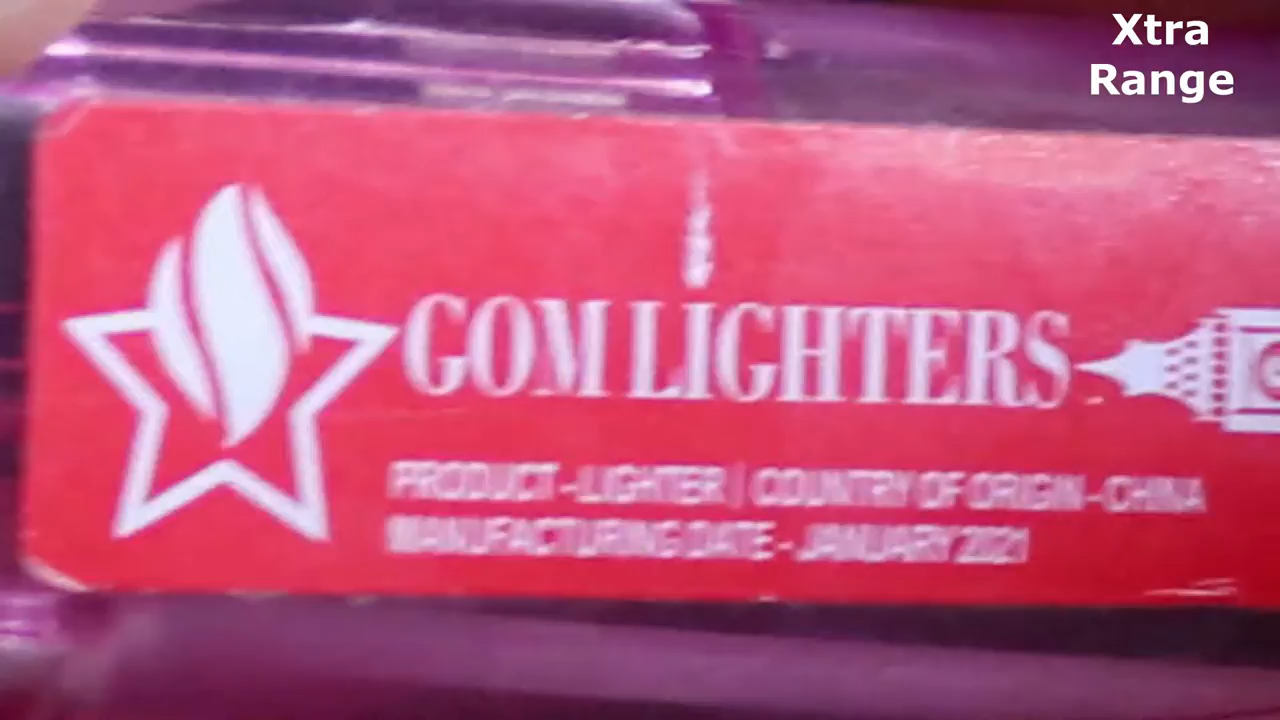 Xtra
Range
GOM LIGHTERS
PRODUCT - LIGHTER | COUNTRY OF ORIGIN - CHINA
MANUFACTURING DATE - JANUARY 2021